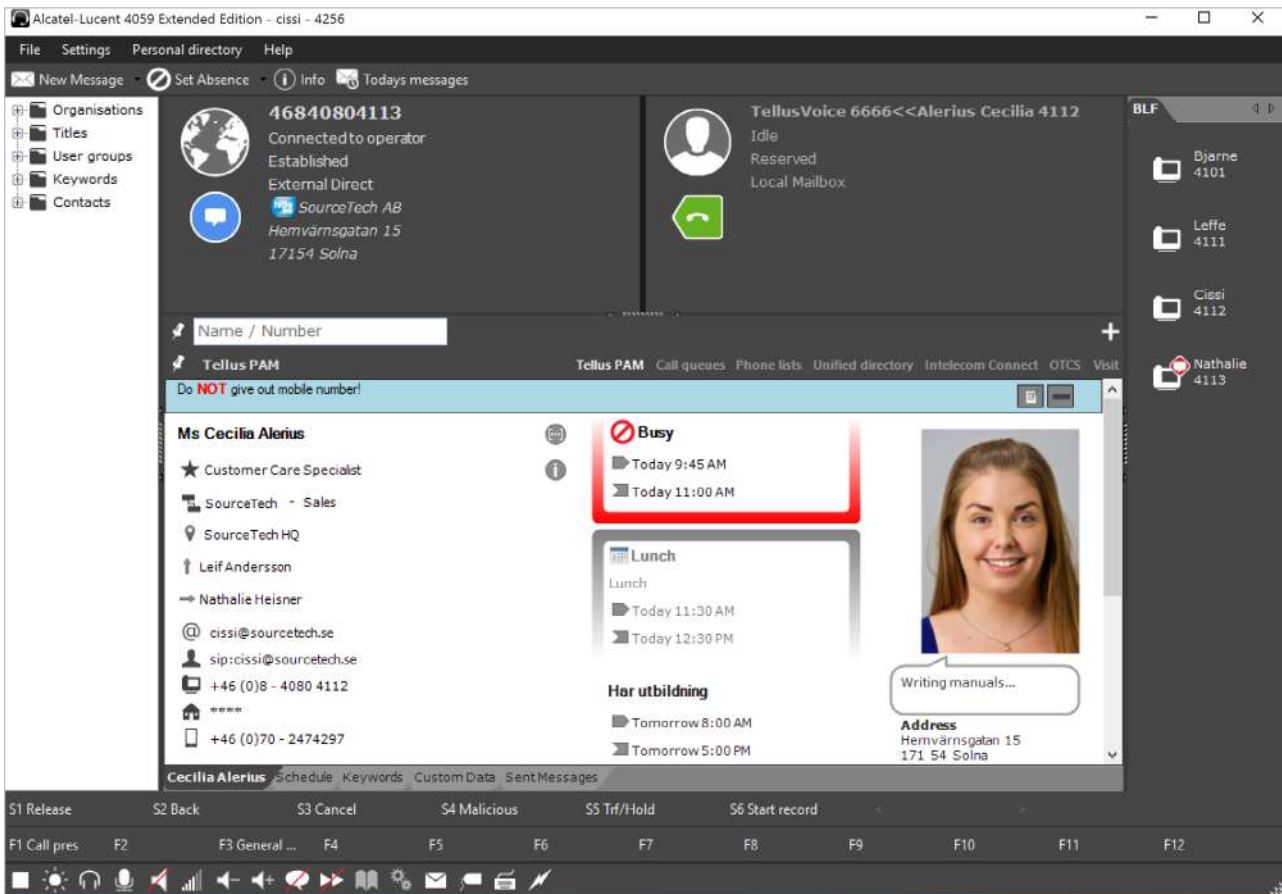 Alcatel-Lucent 4059 Extended Edition - cissi - 4256
File Settings Personal directory Help
New Message Set Absence Info Todays messages
Organisations
Titles
User groups
Keywords
Contacts
46840804113
Connected to operator
Established
External Direct
SourceTech AB
Hemvärnsgatan 15
17154 Solna
TellusVoice 6666<<Alerius Cecilia 4112
Idle
Reserved
Local Mailbox
BLF
Bjarne
4101
Leffe
4111
Cissi
4112
Nathalie
4113
Name / Number
Tellus PAM
Tellus PAM Call queues Phone lists Unified directory Intelecom Connect OTCS Visit
Do NOT give out mobile number!
Ms Cecilia Alerius
Customer Care Specialist
SourceTech - Sales
SourceTech HQ
Leif Andersson
Nathalie Heisner
cissi@sourcetech.se
sip:cissi@sourcetech.se
+46 (0)8 - 4080 4112
****
+46 (0)70 - 2474297
Busy
Today 9:45 AM
Today 11:00 AM
Lunch
Lunch
Today 11:30 AM
Today 12:30 PM
Har utbildning
Tomorrow 8:00 AM
Tomorrow 5:00 PM
Writing manuals...
Address
Hemvärnsgatan 15
171 54 Solna
Cecilia Alerius Schedule Keywords Custom Data Sent Messages
S1 Release S2 Back S3 Cancel S4 Malicious S5 Trf/Hold S6 Start record < >
F1 Call pres F2 F3 General ... F4 F5 F6 F7 F8 F9 F10 F11 F12